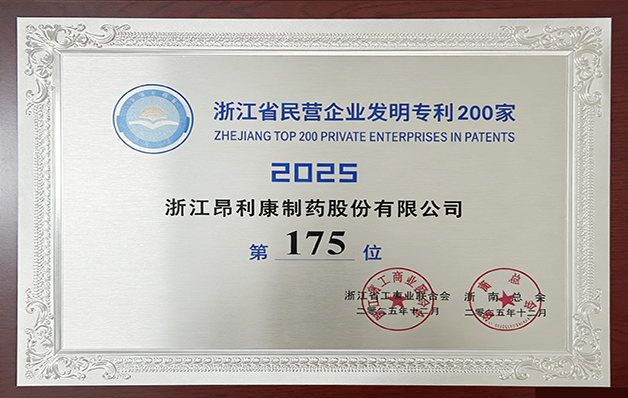 浙江省民营企业发明专利200家
ZHEJIANG TOP 200 PRIVATE ENTERPRISES IN PATENTS
2025
浙江昂利康制药股份有限公司
第 175 位
浙江省工商业联合会
二〇二五年十二月
浙商总会
二〇二五年十二月